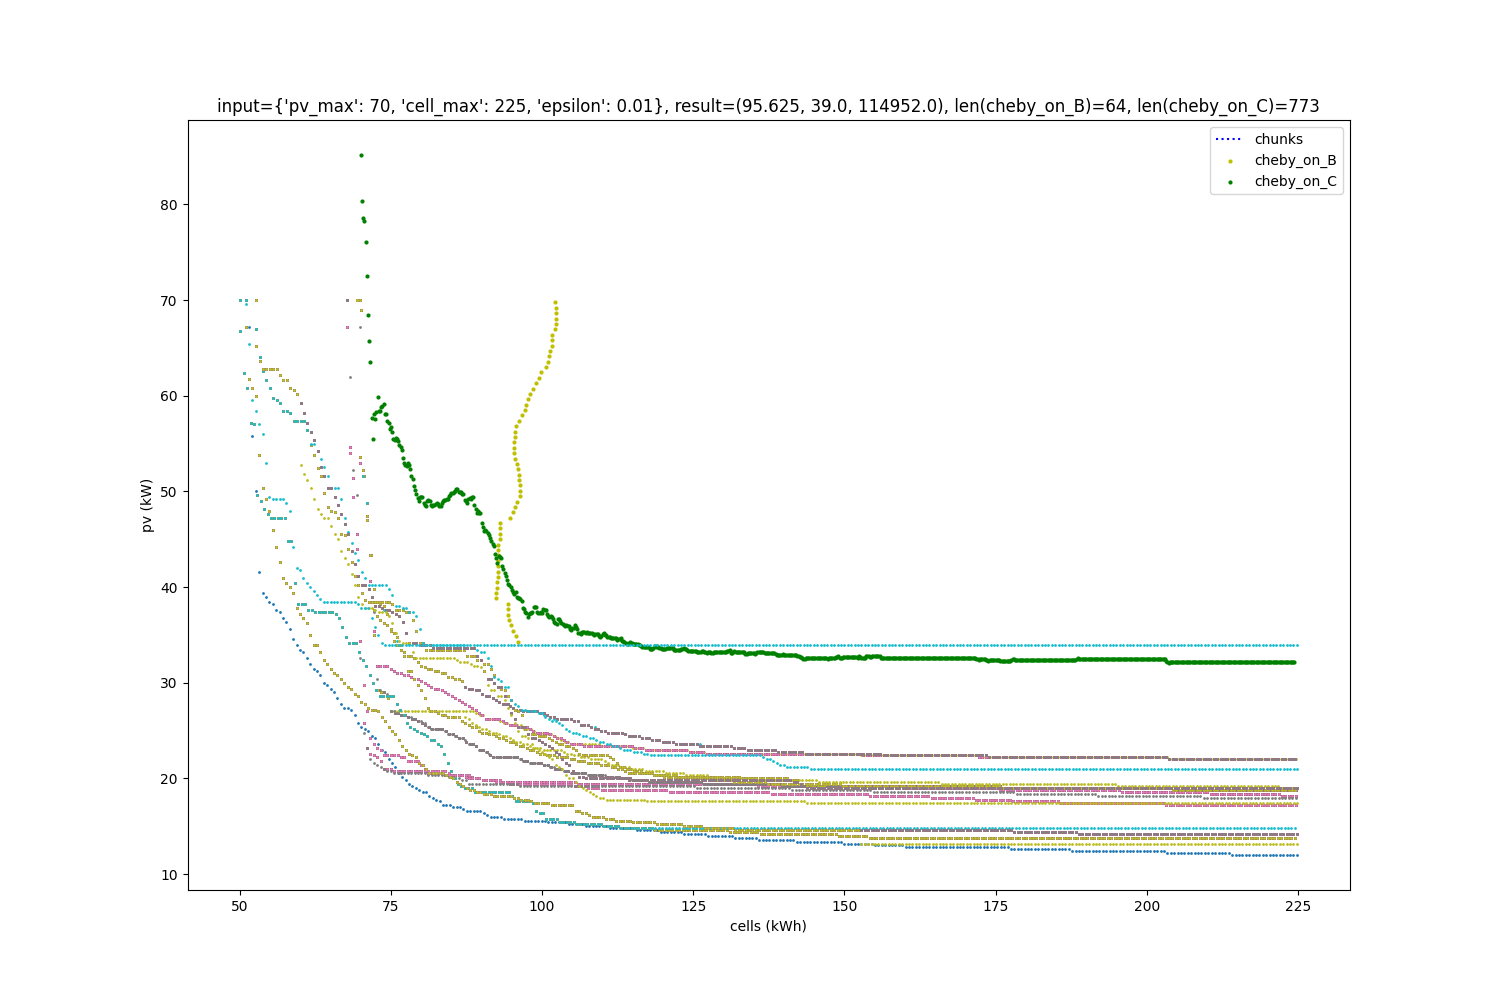 input={'pv_max': 70, 'cell_max': 225, 'epsilon': 0.01}, result=(95.625, 39.0, 114952.0), len(cheby_on_B)=64, len(cheby_on_C)=773
chunks
cheby_on_B
cheby_on_C
80
70
60
50
40
30
20
10
pv (kW)
50 75 100 125 150 175 200 225
cells (kWh)